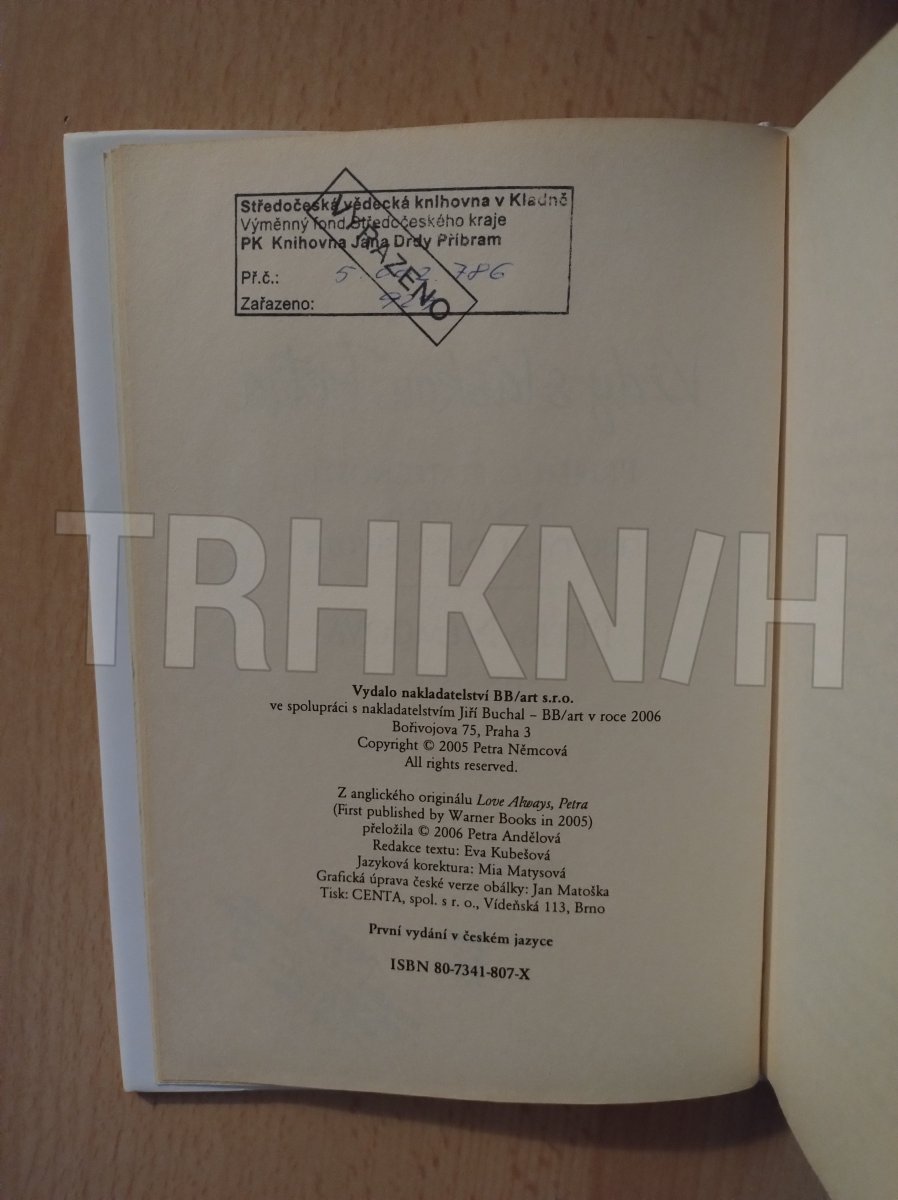 Středočeská vědecká knihovna v Kladně
Výměnný fond Středočeského kraje
PK Knihovna Jana Drdy Příbram
Př.č.: 786
Zařazeno:
VYŘAZENO
TRHKN/H
Vydalo nakladatelství BB/art s.r.o.
ve spolupráci s nakladatelstvím Jiří Buchal – BB/art v roce 2006
Bořivojova 75, Praha 3
Copyright © 2005 Petra Němcová
All rights reserved.
Z anglického originálu Love Always, Petra
(First published by Warner Books in 2005)
přeložila © 2006 Petra Andělová
Redakce textu: Eva Kubešová
Jazyková korektura: Mia Matysová
Grafická úprava české verze obálky: Jan Matoška
Tisk: CENTA, spol. s r. o., Vídeňská 113, Brno
První vydání v českém jazyce
ISBN 80-7341-807-X